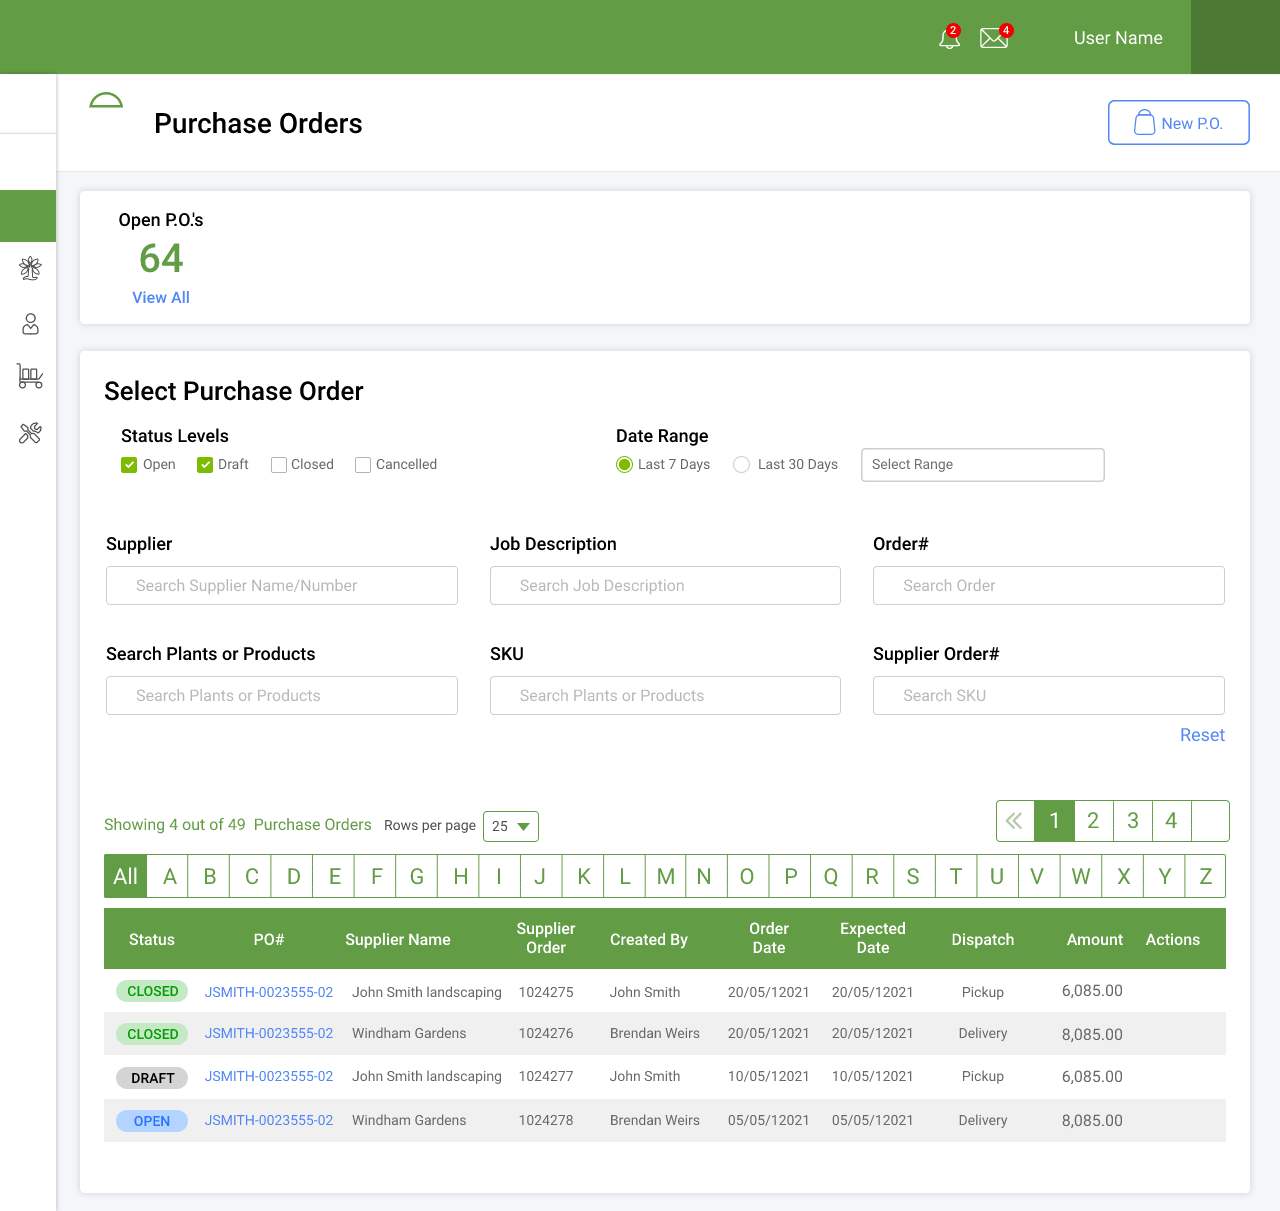 2
4
User Name
Purchase Orders
New P.O.
Open P.O.'s
64
View All
Select Purchase Order
Status Levels
Date Range
Open Draft Closed Cancelled
Last 7 Days Last 30 Days Select Range
Supplier Job Description Order#
Search Supplier Name/Number Search Job Description Search Order
Search Plants or Products SKU Supplier Order#
Search Plants or Products Search Plants or Products Search SKU
Reset
Showing 4 out of 49 Purchase Orders Rows per page 25
1 2 3 4
All A B C D E F G H I J K L M N O P Q R S T U V W X Y Z
Status PO# Supplier Name Supplier Order Created By Order Date Expected Date Dispatch Amount Actions
CLOSED JSMITH-0023555-02 John Smith landscaping 1024275 John Smith 20/05/12021 20/05/12021 Pickup 6,085.00
CLOSED JSMITH-0023555-02 Windham Gardens 1024276 Brendan Weirs 20/05/12021 20/05/12021 Delivery 8,085.00
DRAFT JSMITH-0023555-02 John Smith landscaping 1024277 John Smith 10/05/12021 10/05/12021 Pickup 6,085.00
OPEN JSMITH-0023555-02 Windham Gardens 1024278 Brendan Weirs 05/05/12021 05/05/12021 Delivery 8,085.00